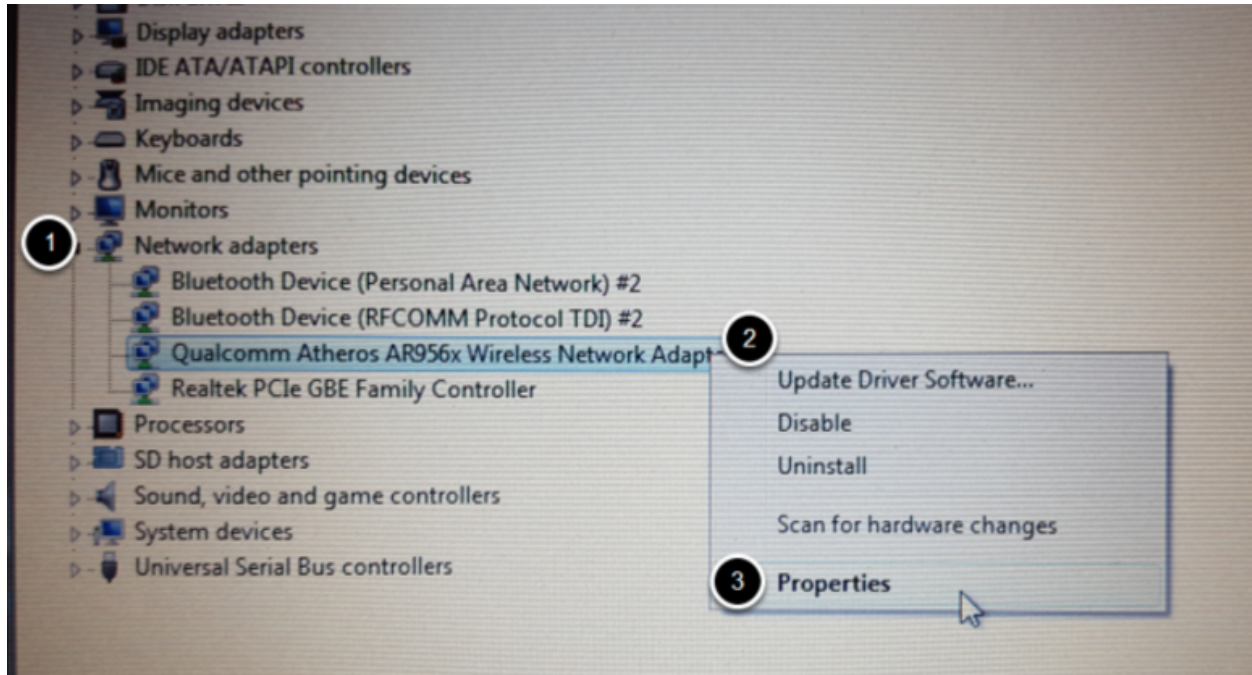 Display adapters
IDE ATA/ATAPI controllers
Imaging devices
Keyboards
Mice and other pointing devices
Monitors
1 Network adapters
Bluetooth Device (Personal Area Network) #2
Bluetooth Device (RFCOMM Protocol TDI) #2
2
Qualcomm Atheros AR956x Wireless Network Adapt
Realtek PCIe GBE Family Controller
Processors
SD host adapters
Sound, video and game controllers
System devices
Universal Serial Bus controllers
Update Driver Software...
Disable
Uninstall
Scan for hardware changes
3 Properties